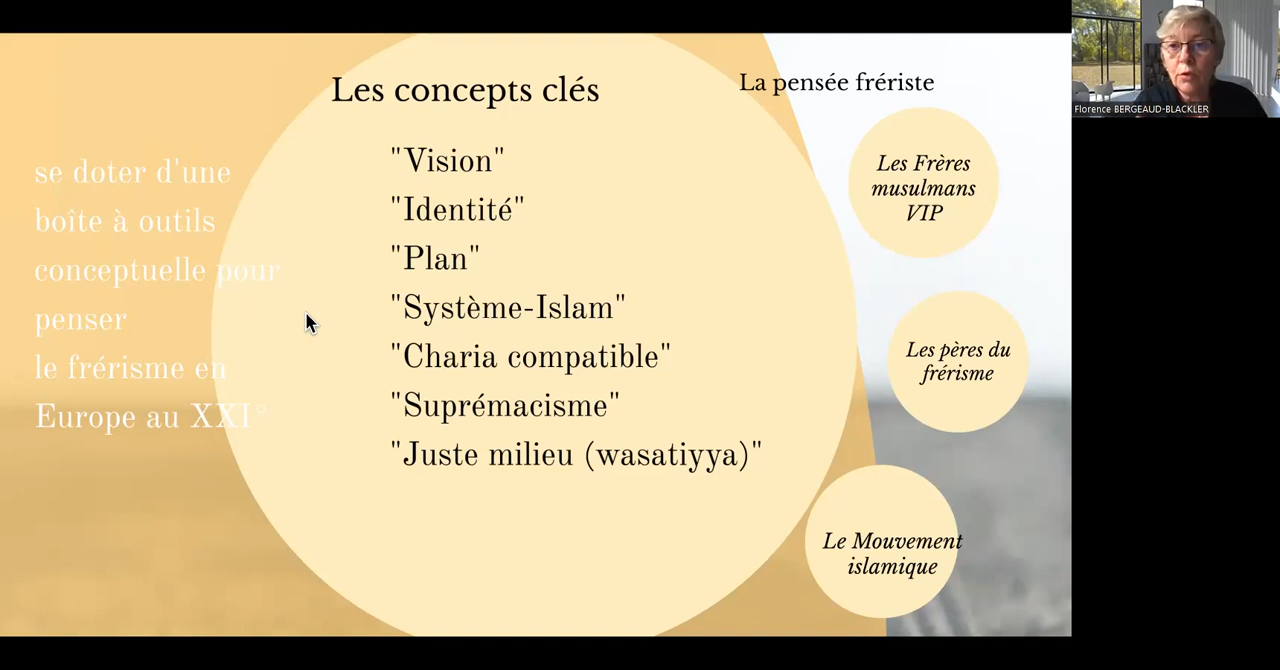 Les concepts clés
La pensée frériste
Florence BERGEAUD-BLACKLER
se doter d'une
boîte à outils
conceptuelle pour
penser
le frérisme en
Europe au XXI°
"Vision"
"Identité"
"Plan"
"Système-Islam"
"Charia compatible"
"Suprémacisme"
"Juste milieu (wasatiyya)"
Les Frères
musulmans
VIP
Les pères du
frérisme
Le Mouvement
islamique